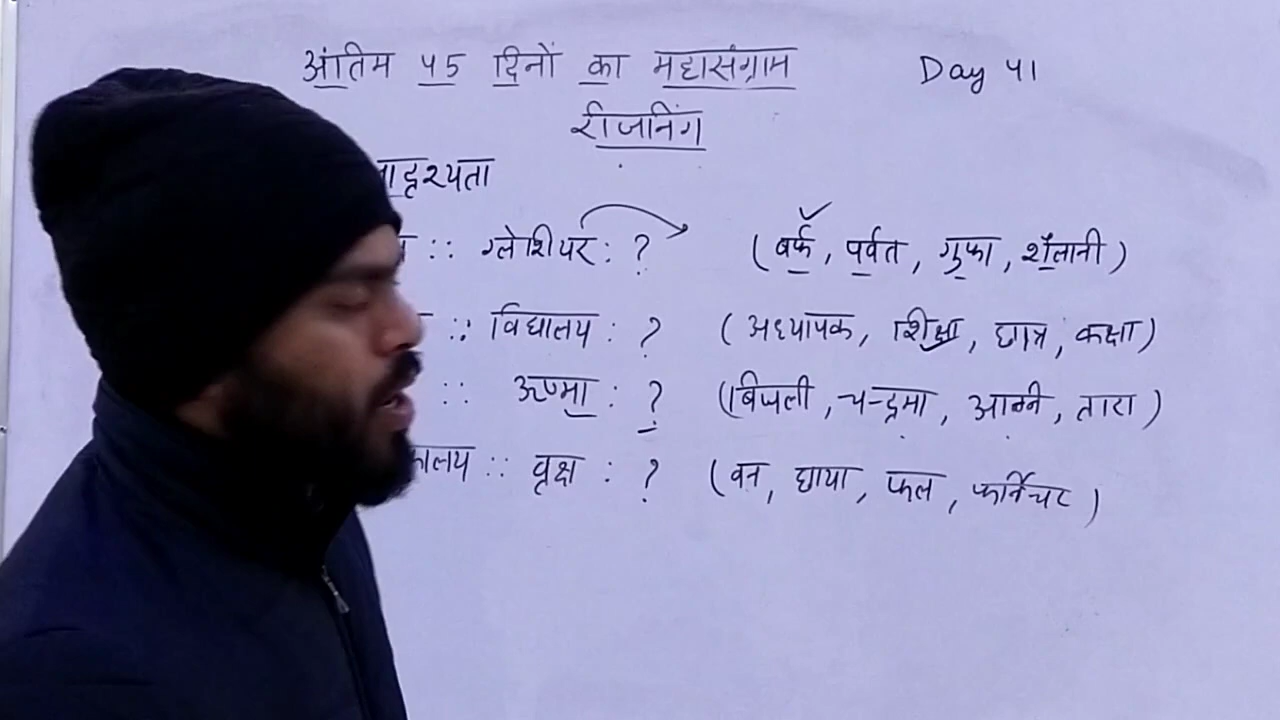 अंतिम 45 दिनों का महासंग्राम Day 41
रीजनिंग
:: ग्लेशियर : ? (बर्फ, पर्वत, गुफा, शैलानी)
:: विद्यालय : ? (अध्यापक, शिक्षा, छात्र, कक्षा)
:: ऊष्मा : ? (बिजली, चन्द्रमा, अग्नि, तारा)
:: वृक्ष : ? (वन, छाया, फल, फर्निचर)